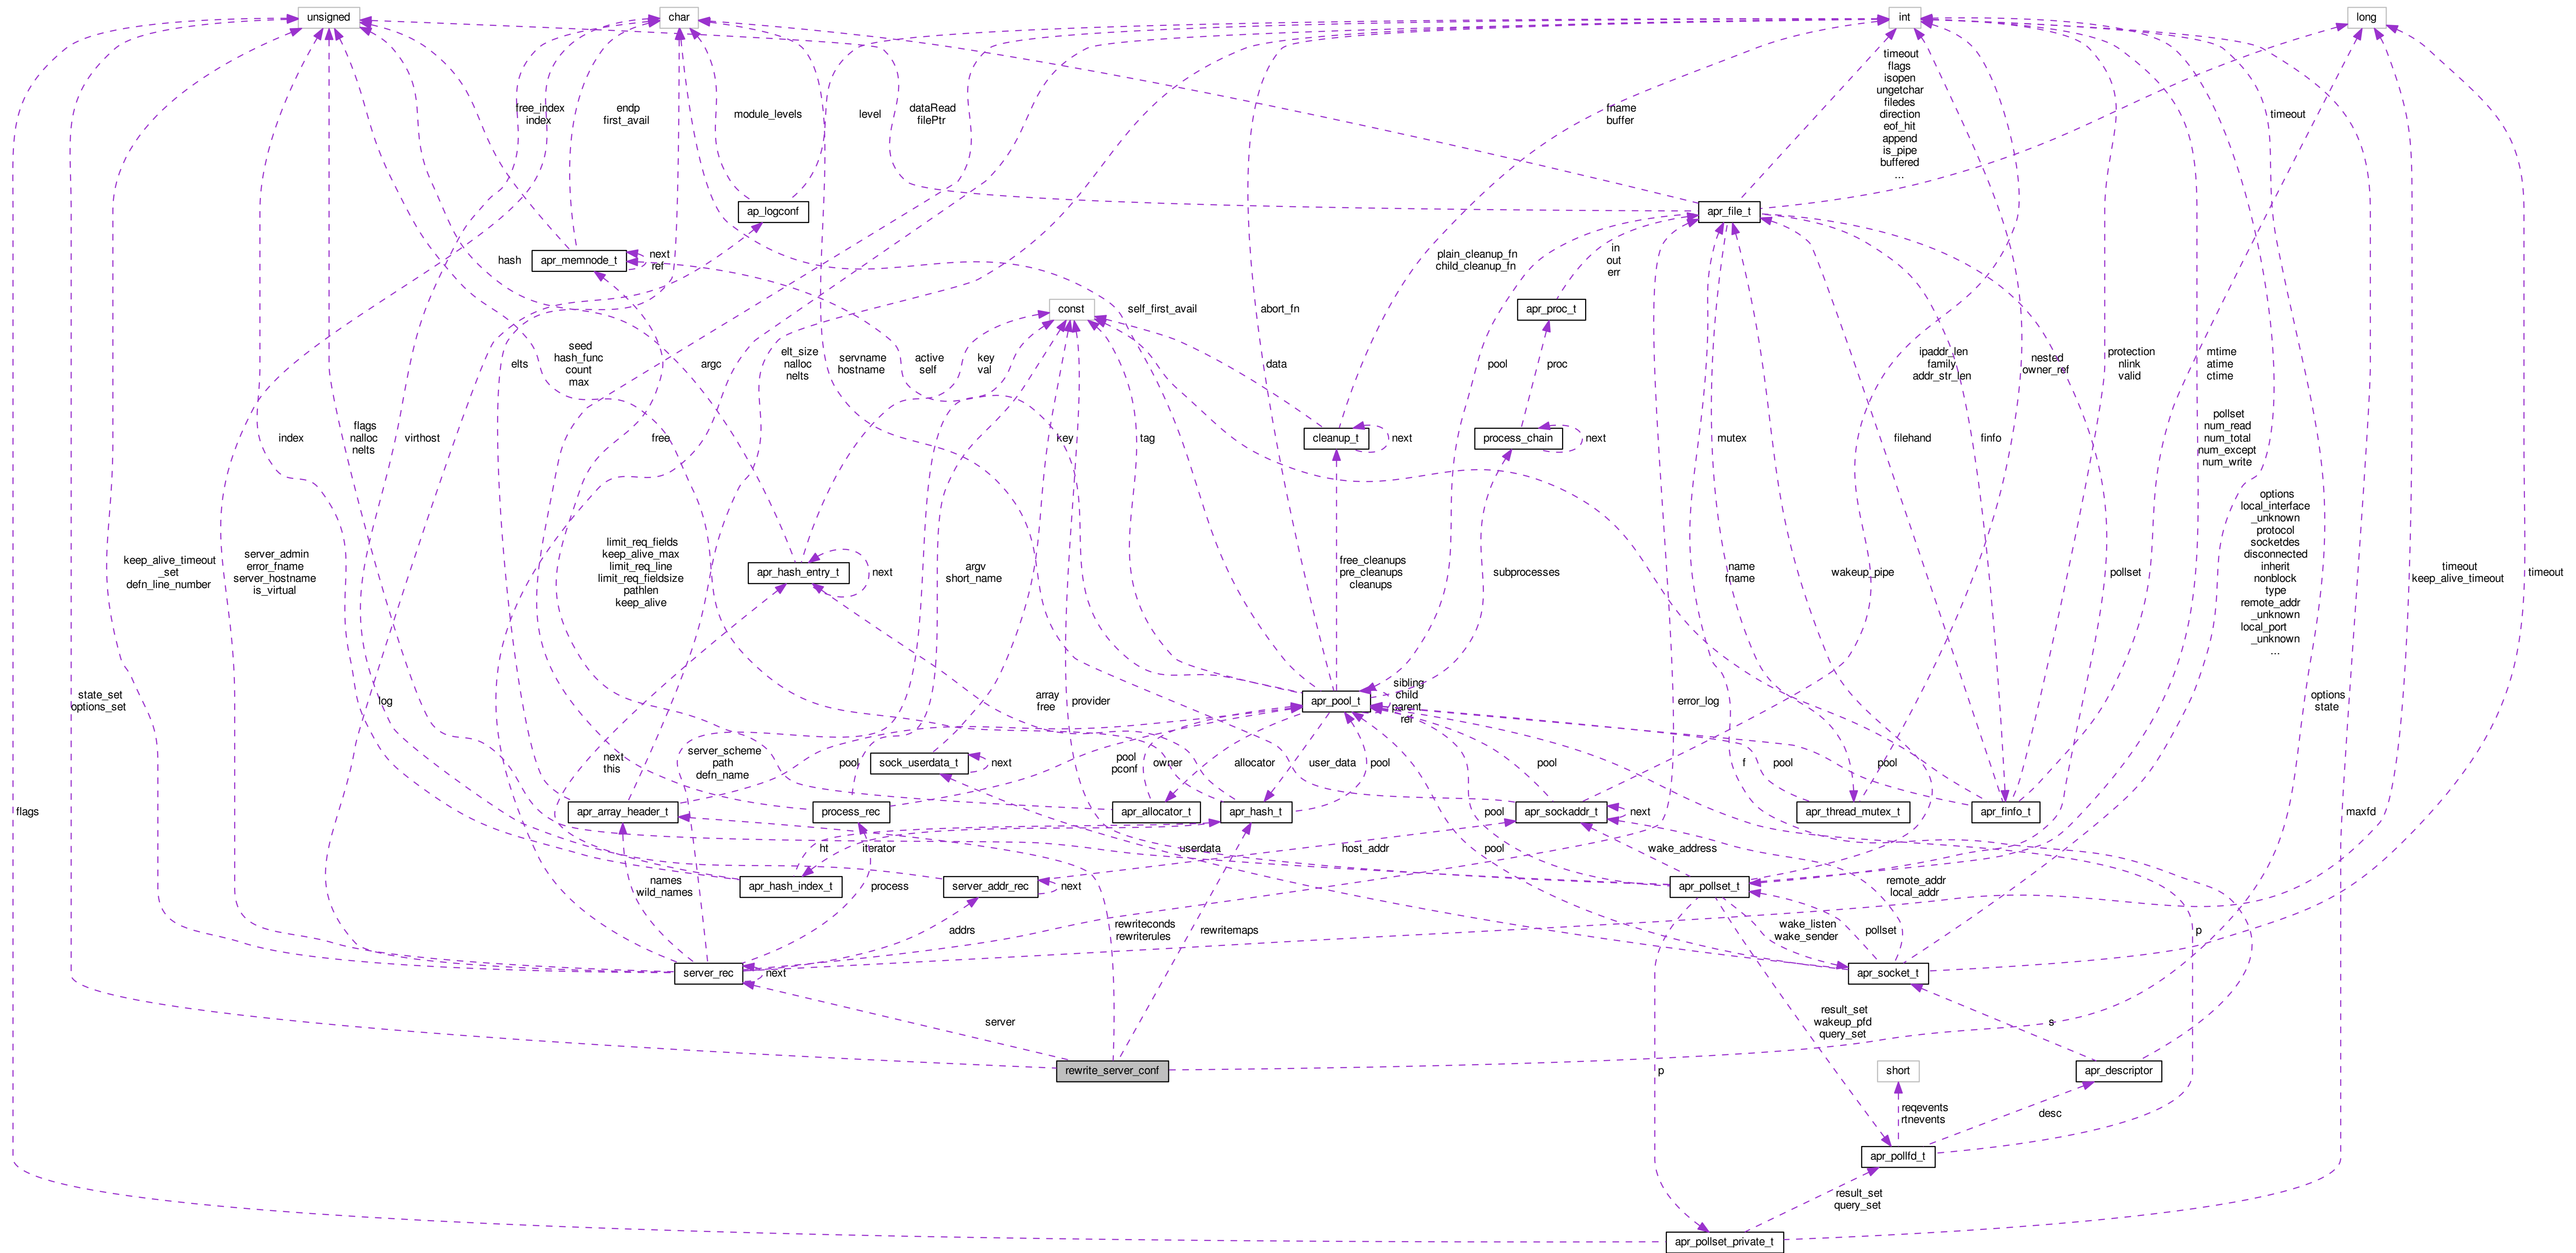 unsigned
char
int
long
free_index
index
endp
first_avail
module_levels
level
dataRead
filePtr
fname
buffer
timeout
flags
isopen
ungetchar
filedes
direction
eof_hit
append
is_pipe
buffered
...
timeout
ap_logconf
apr_file_t
hash
apr_memnode_t
next
ref
plain_cleanup_fn
child_cleanup_fn
in
out
err
const
self_first_avail
abort_fn
apr_proc_t
elts
seed
hash_func
count
max
argc
elt_size
nalloc
nelts
servname
hostname
active
self
key
val
data
pool
proc
ipaddr_len
family
addr_str_len
nested
owner_ref
protection
nlink
valid
mtime
atime
ctime
index
flags
nalloc
nelts
virthost
free
key
tag
cleanup_t
next
process_chain
next
mutex
filehand
finfo
pollset
num_read
num_total
num_except
num_write
keep_alive_timeout
_set
defn_line_number
server_admin
error_fname
server_hostname
is_virtual
limit_req_fields
keep_alive_max
limit_req_line
limit_req_fieldsize
pathlen
keep_alive
apr_hash_entry_t
next
argv
short_name
free_cleanups
pre_cleanups
cleanups
subprocesses
name
fname
wakeup_pipe
pollset
options
local_interface
_unknown
protocol
socketdes
disconnected
inherit
nonblock
type
remote_addr
_unknown
local_port
_unknown
...
timeout
keep_alive_timeout
timeout
state_set
options_set
log
array
free
provider
apr_pool_t
sibling
child
parent
ref
error_log
options
state
next
this
server_scheme
path
defn_name
pool
sock_userdata_t
next
pool
pconf
owner
allocator
user_data
pool
pool
f
pool
pool
flags
apr_array_header_t
process_rec
apr_allocator_t
apr_hash_t
pool
apr_sockaddr_t
next
apr_thread_mutex_t
apr_finfo_t
maxfd
ht
iterator
userdata
host_addr
pool
wake_address
names
wild_names
apr_hash_index_t
process
server_addr_rec
next
apr_pollset_t
remote_addr
local_addr
addrs
rewriteconds
rewriterules
rewritemaps
wake_listen
wake_sender
pollset
p
server_rec
next
apr_socket_t
server
result_set
wakeup_pfd
query_set
s
rewrite_server_conf
p
short
apr_descriptor
reqevents
rtnevents
desc
apr_pollfd_t
result_set
query_set
apr_pollset_private_t